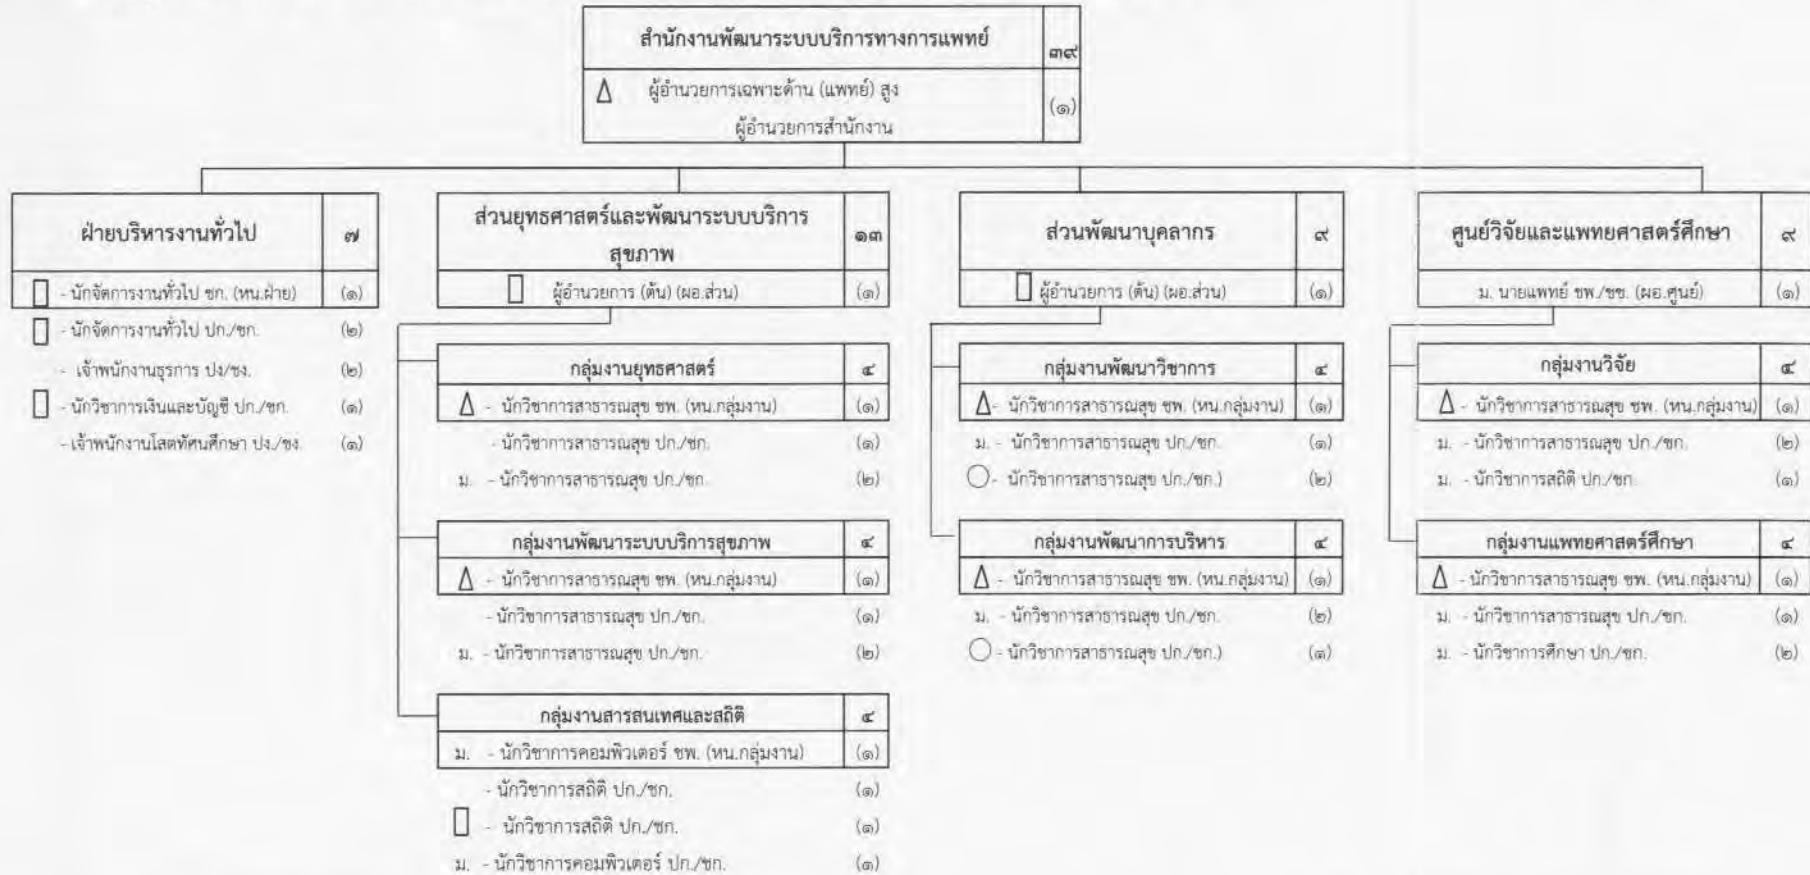 สำนักงานพัฒนาระบบบริการทางการแพทย์ ๓๙
ผู้อำนวยการเฉพาะด้าน (แพทย์) สูง
ผู้อำนวยการสำนักงาน (๑)
ฝ่ายบริหารงานทั่วไป ๗
- นักจัดการงานทั่วไป ชก. (หน.ฝ่าย) (๑)
- นักจัดการงานทั่วไป ปก./ชก. (๒)
- เจ้าพนักงานธุรการ ปง/ชง. (๒)
- นักวิชาการเงินและบัญชี ปก./ชก. (๑)
- เจ้าพนักงานโสตทัศนศึกษา ปง./ชง. (๑)
ส่วนยุทธศาสตร์และพัฒนาระบบบริการ
สุขภาพ ๑๓
ผู้อำนวยการ (ต้น) (ผอ.ส่วน) (๑)
กลุ่มงานยุทธศาสตร์ ๔
- นักวิชาการสาธารณสุข ชพ. (หน.กลุ่มงาน) (๑)
- นักวิชาการสาธารณสุข ปก./ชก. (๑)
ม. - นักวิชาการสาธารณสุข ปก./ชก. (๒)
กลุ่มงานพัฒนาระบบบริการสุขภาพ ๔
- นักวิชาการสาธารณสุข ชพ. (หน.กลุ่มงาน) (๑)
- นักวิชาการสาธารณสุข ปก./ชก. (๑)
ม. - นักวิชาการสาธารณสุข ปก./ชก. (๒)
กลุ่มงานสารสนเทศและสถิติ ๔
ม. - นักวิชาการคอมพิวเตอร์ ชพ. (หน.กลุ่มงาน) (๑)
- นักวิชาการสถิติ ปก./ชก. (๑)
- นักวิชาการสถิติ ปก./ชก. (๑)
ม. - นักวิชาการคอมพิวเตอร์ ปก./ชก. (๑)
ส่วนพัฒนาบุคลากร ๙
ผู้อำนวยการ (ต้น) (ผอ.ส่วน) (๑)
กลุ่มงานพัฒนาวิชาการ ๔
- นักวิชาการสาธารณสุข ชพ. (หน.กลุ่มงาน) (๑)
ม. - นักวิชาการสาธารณสุข ปก./ชก. (๑)
- นักวิชาการสาธารณสุข ปก./ชก.) (๒)
กลุ่มงานพัฒนาการบริหาร ๔
- นักวิชาการสาธารณสุข ชพ. (หน.กลุ่มงาน) (๑)
ม. - นักวิชาการสาธารณสุข ปก./ชก. (๒)
- นักวิชาการสาธารณสุข ปก./ชก.) (๑)
ศูนย์วิจัยและแพทยศาสตร์ศึกษา ๙
ม. นายแพทย์ ชพ./ชช. (ผอ.ศูนย์) (๑)
กลุ่มงานวิจัย ๔
- นักวิชาการสาธารณสุข ชพ. (หน.กลุ่มงาน) (๑)
ม. - นักวิชาการสาธารณสุข ปก./ชก. (๒)
ม. - นักวิชาการสถิติ ปก./ชก. (๑)
กลุ่มงานแพทยศาสตร์ศึกษา ๔
- นักวิชาการสาธารณสุข ชพ. (หน.กลุ่มงาน) (๑)
ม. - นักวิชาการสาธารณสุข ปก./ชก. (๑)
ม. - นักวิชาการศึกษา ปก./ชก. (๒)